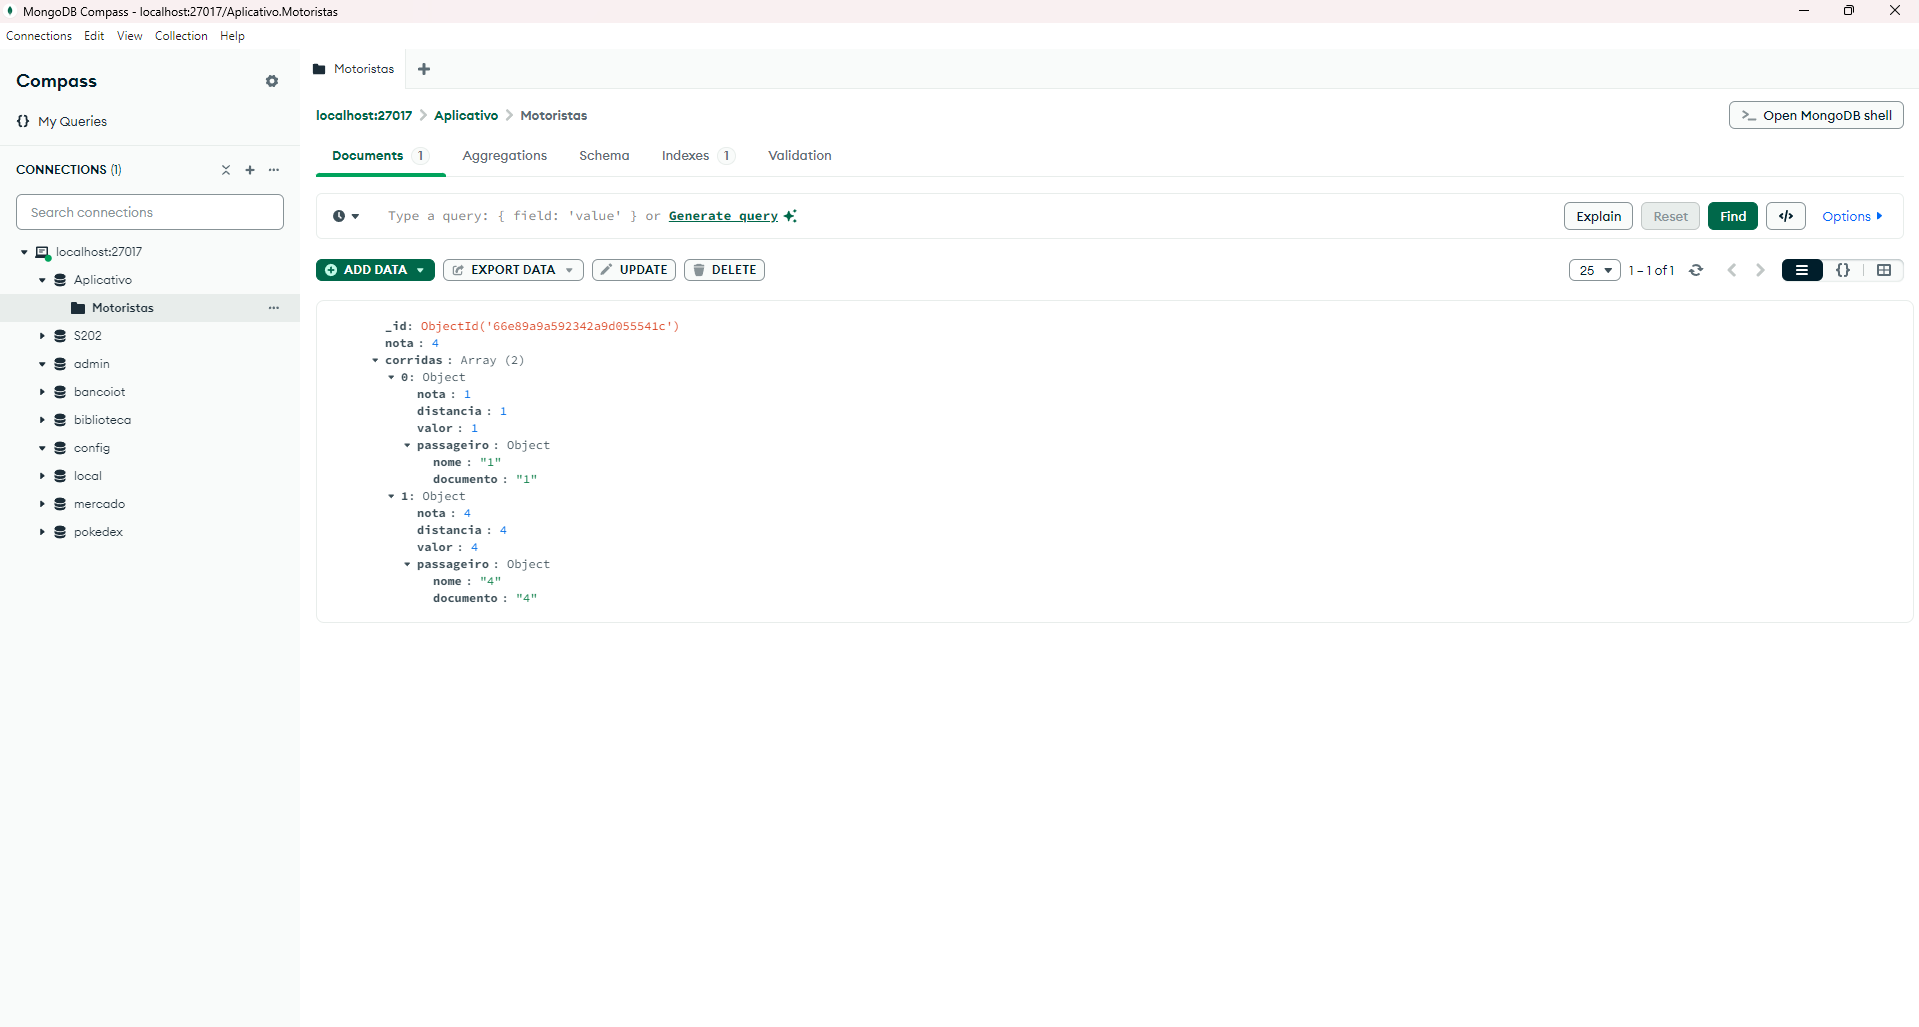 MongoDB Compass - localhost:27017/Aplicativo.Motoristas
Connections Edit View Collection Help
Compass
{} My Queries
CONNECTIONS (1)
Search connections
localhost:27017
Aplicativo
Motoristas
S202
admin
bancoiot
biblioteca
config
local
mercado
pokedex
Motoristas
localhost:27017 > Aplicativo > Motoristas
>_ Open MongoDB shell
Documents 1 Aggregations Schema Indexes 1 Validation
Type a query: { field: 'value' } or Generate query
Explain Reset Find </> Options
ADD DATA EXPORT DATA UPDATE DELETE
25 1 – 1 of 1 {}
_id: ObjectId('66e89a9a592342a9d055541c')
nota : 4
corridas : Array (2)
0: Object
nota : 1
distancia : 1
valor : 1
passageiro : Object
nome : "1"
documento : "1"
1: Object
nota : 4
distancia : 4
valor : 4
passageiro : Object
nome : "4"
documento : "4"